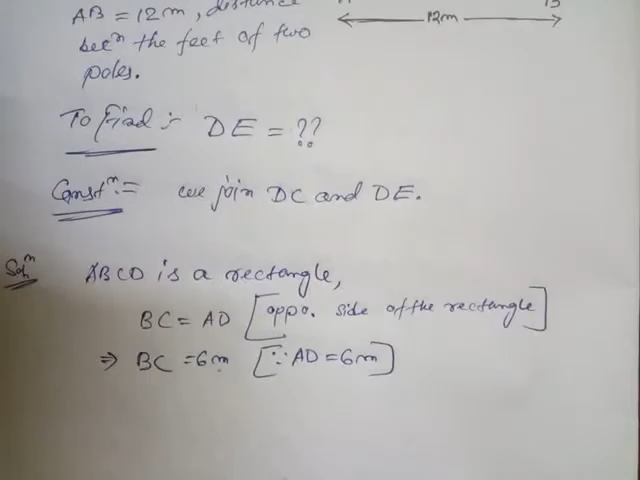 AB = 12m, distance
beeⁿ the feet of two
poles.
12m
To Find :- DE = ??
Constⁿ:= we join DC and DE.
Solⁿ ABCD is a rectangle,
BC = AD [oppo. side of the rectangle]
⇒ BC = 6m [∵ AD = 6m]